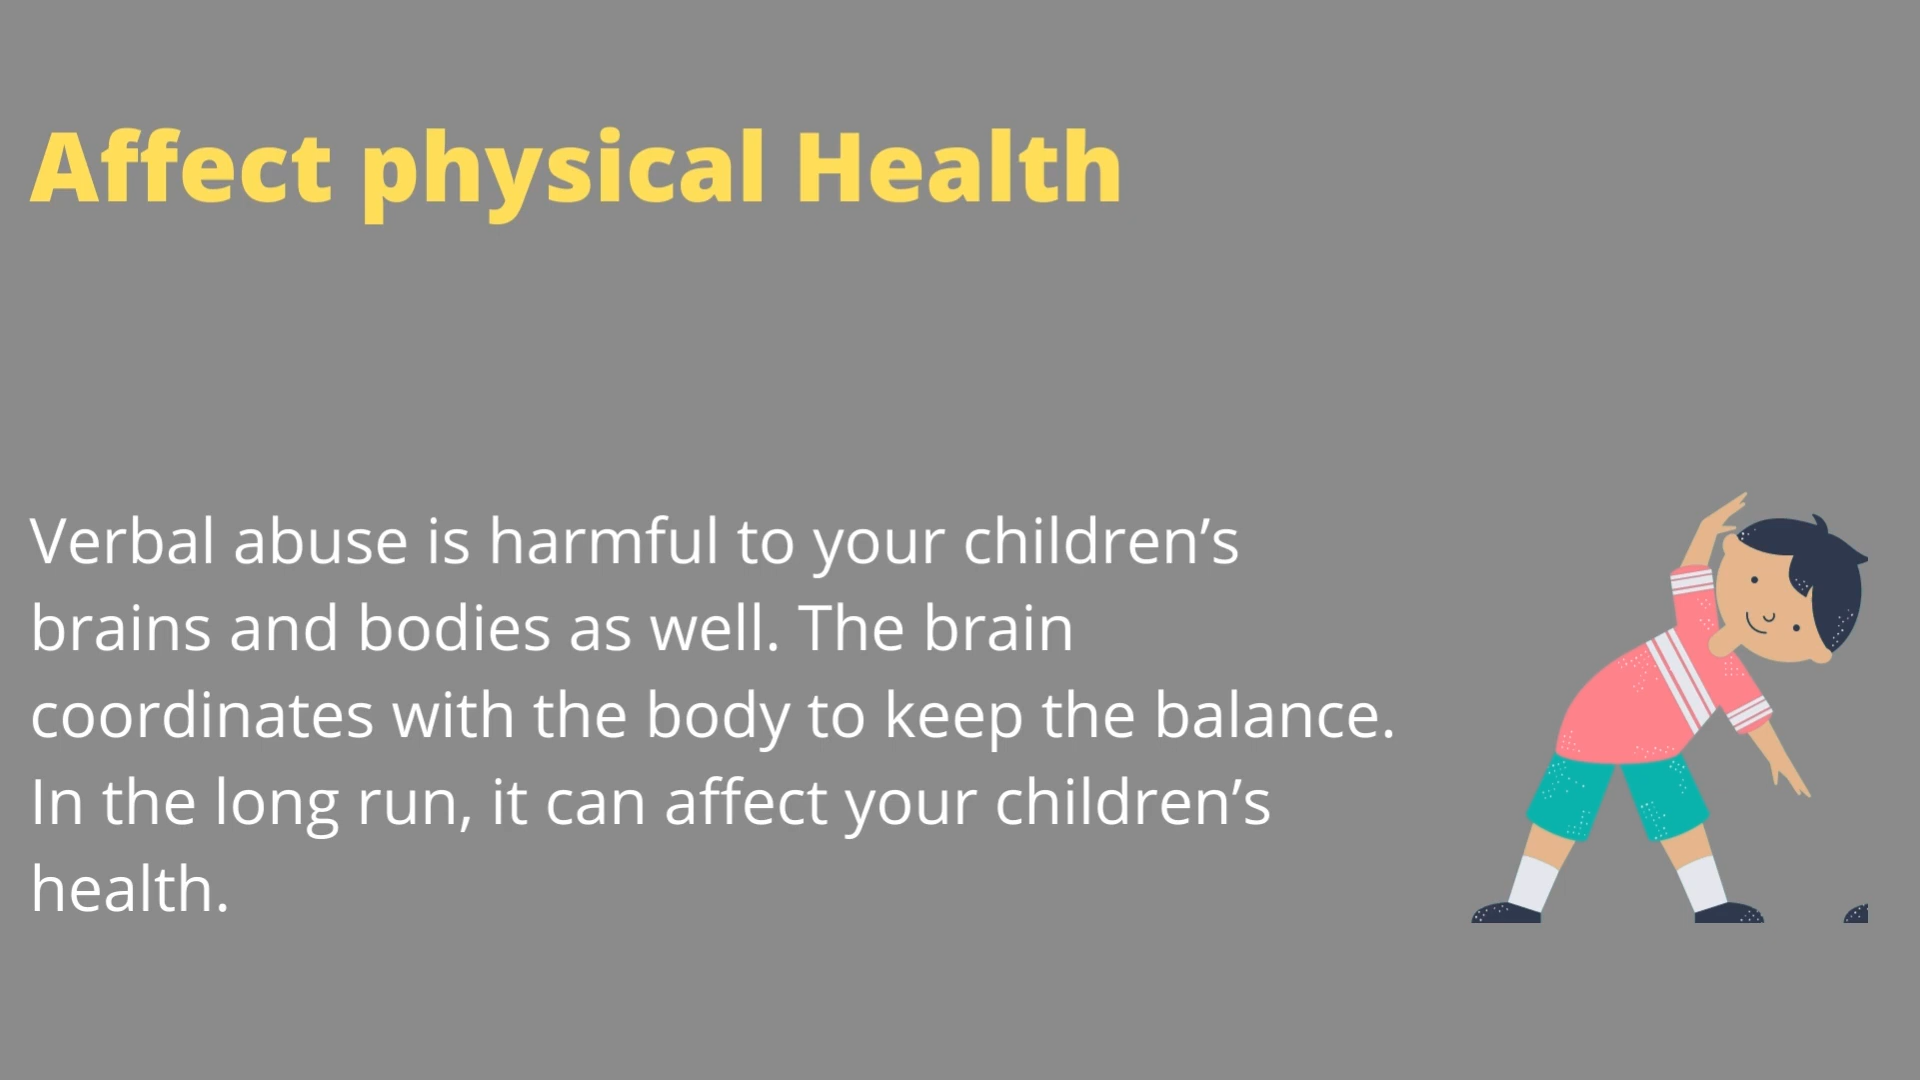 Affect physical Health
Verbal abuse is harmful to your children’s
brains and bodies as well. The brain
coordinates with the body to keep the balance.
In the long run, it can affect your children’s
health.